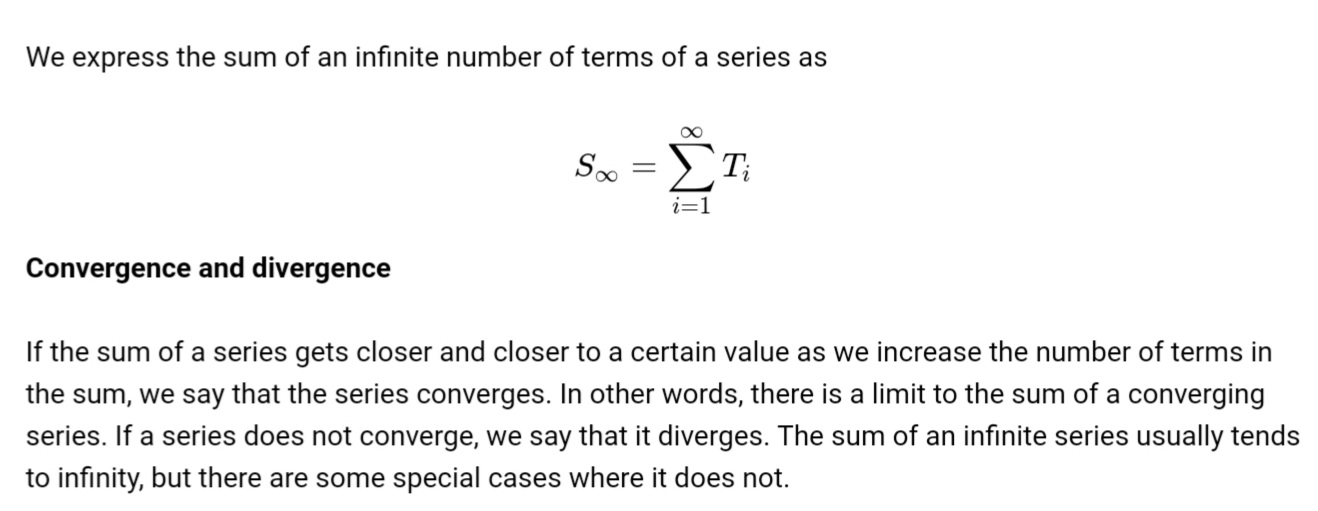 We express the sum of an infinite number of terms of a series as
S∞ = ∑_{i=1}^{∞} T_i
Convergence and divergence
If the sum of a series gets closer and closer to a certain value as we increase the number of terms in
the sum, we say that the series converges. In other words, there is a limit to the sum of a converging
series. If a series does not converge, we say that it diverges. The sum of an infinite series usually tends
to infinity, but there are some special cases where it does not.